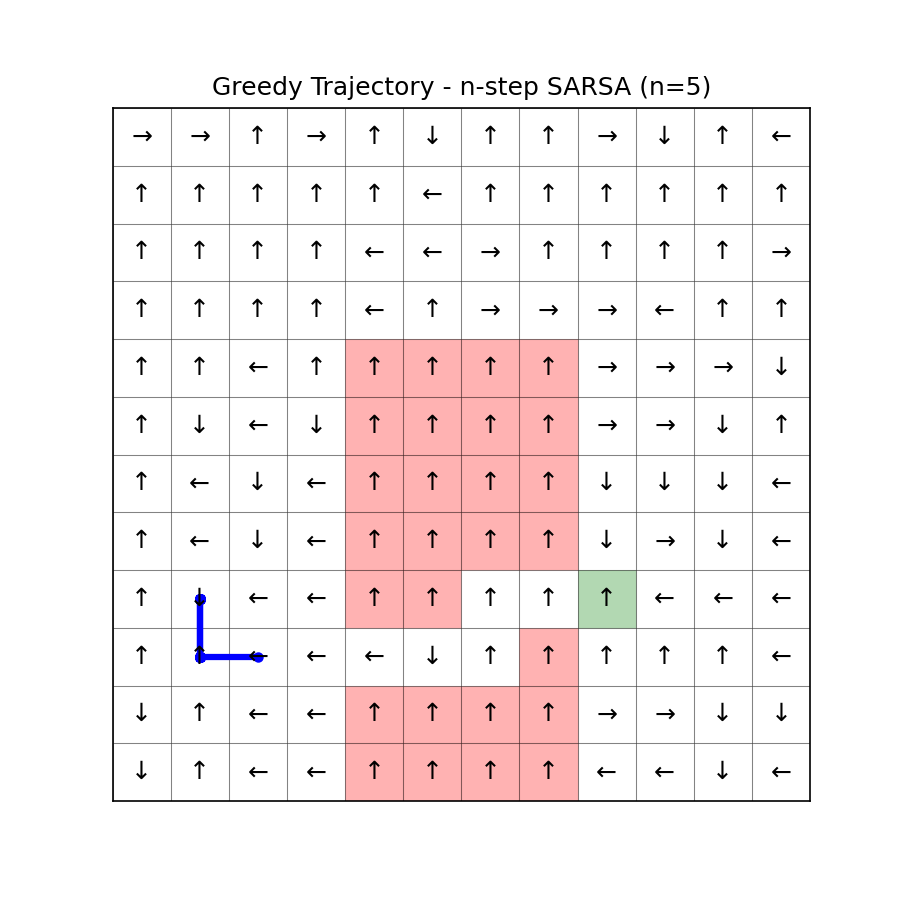 Greedy Trajectory - n-step SARSA (n=5)
→ → ↑ → ↑ ↓ ↑ ↑ → ↓ ↑ ←
↑ ↑ ↑ ↑ ↑ ← ↑ ↑ ↑ ↑ ↑ ↑
↑ ↑ ↑ ↑ ← ← → ↑ ↑ ↑ ↑ →
↑ ↑ ↑ ↑ ← ↑ → → → ← ↑ ↑
↑ ↑ ← ↑ ↑ ↑ ↑ ↑ → → → ↓
↑ ↓ ← ↓ ↑ ↑ ↑ ↑ → → ↓ ↑
↑ ← ↓ ← ↑ ↑ ↑ ↑ ↓ ↓ ↓ ←
↑ ← ↓ ← ↑ ↑ ↑ ↑ ↓ → ↓ ←
↑ ↓ ← ← ↑ ↑ ↑ ↑ ↑ ← ← ←
↑ ↑ ← ← ← ↓ ↑ ↑ ↑ ↑ ↑ ←
↓ ↑ ← ← ↑ ↑ ↑ ↑ → → ↓ ↓
↓ ↑ ← ← ↑ ↑ ↑ ↑ ← ← ↓ ←